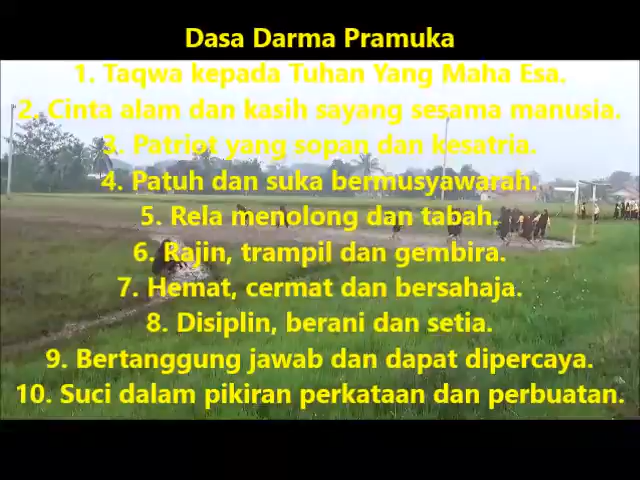 Dasa Darma Pramuka
1. Taqwa kepada Tuhan Yang Maha Esa.
2. Cinta alam dan kasih sayang sesama manusia.
3. Patriot yang sopan dan kesatria.
4. Patuh dan suka bermusyawarah.
5. Rela menolong dan tabah.
6. Rajin, trampil dan gembira.
7. Hemat, cermat dan bersahaja.
8. Disiplin, berani dan setia.
9. Bertanggung jawab dan dapat dipercaya.
10. Suci dalam pikiran perkataan dan perbuatan.